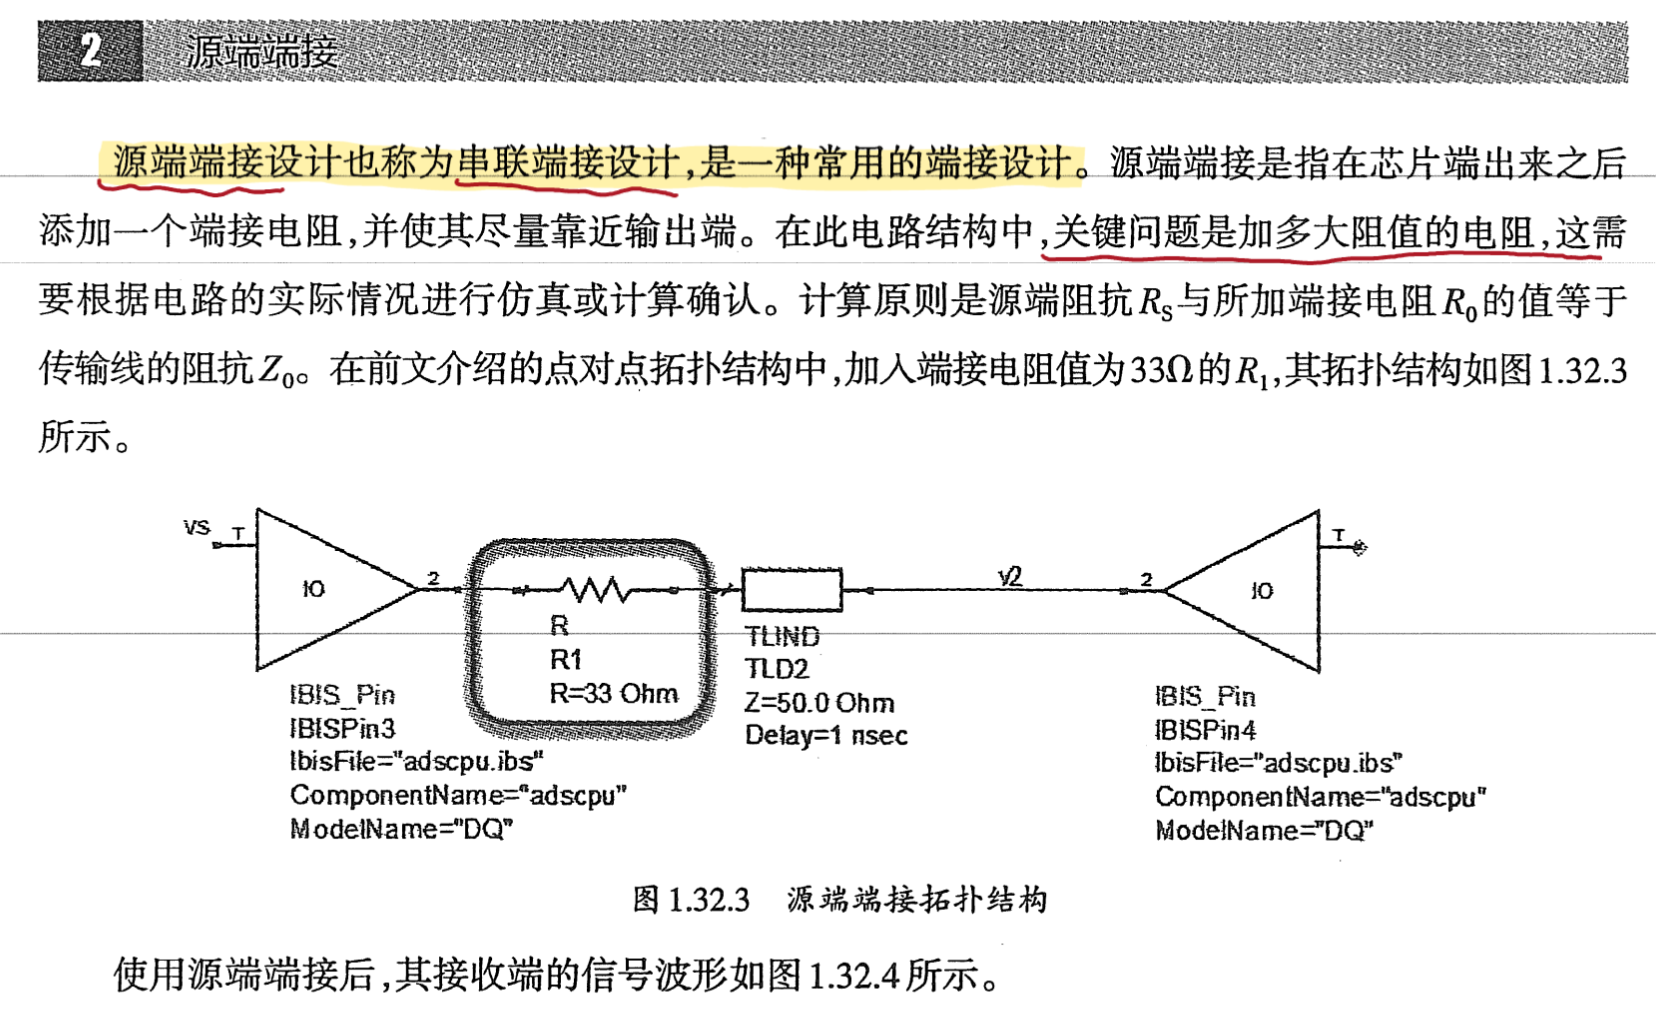 2 源端端接
源端端接设计也称为串联端接设计,是一种常用的端接设计。源端端接是指在芯片端出来之后
添加一个端接电阻,并使其尽量靠近输出端。在此电路结构中,关键问题是加多大阻值的电阻,这需
要根据电路的实际情况进行仿真或计算确认。计算原则是源端阻抗RS与所加端接电阻R0的值等于
传输线的阻抗Z0。在前文介绍的点对点拓扑结构中,加入端接电阻值为33Ω的R1,其拓扑结构如图1.32.3
所示。
VS T
IO
2
R
R1
R=33 Ohm
TLIND
TLD2
Z=50.0 Ohm
Delay=1 nsec
v2
2
IO
T
IBIS_Pin
IBISPin3
IbisFile="adscpu.ibs"
ComponentName="adscpu"
ModelName="DQ"
IBIS_Pin
IBISPin4
IbisFile="adscpu.ibs"
ComponentName="adscpu"
ModelName="DQ"
图 1.32.3 源端端接拓扑结构
使用源端端接后,其接收端的信号波形如图1.32.4所示。